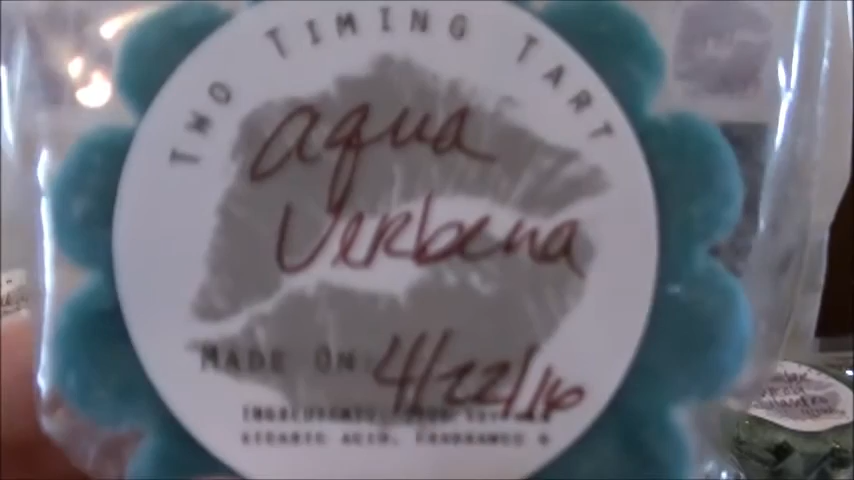 TWO TIMING TART
aqua
Verbena
MADE ON: 4/22/16
INGREDIENTS:
STEARIC ACID, FRAGRANCE &